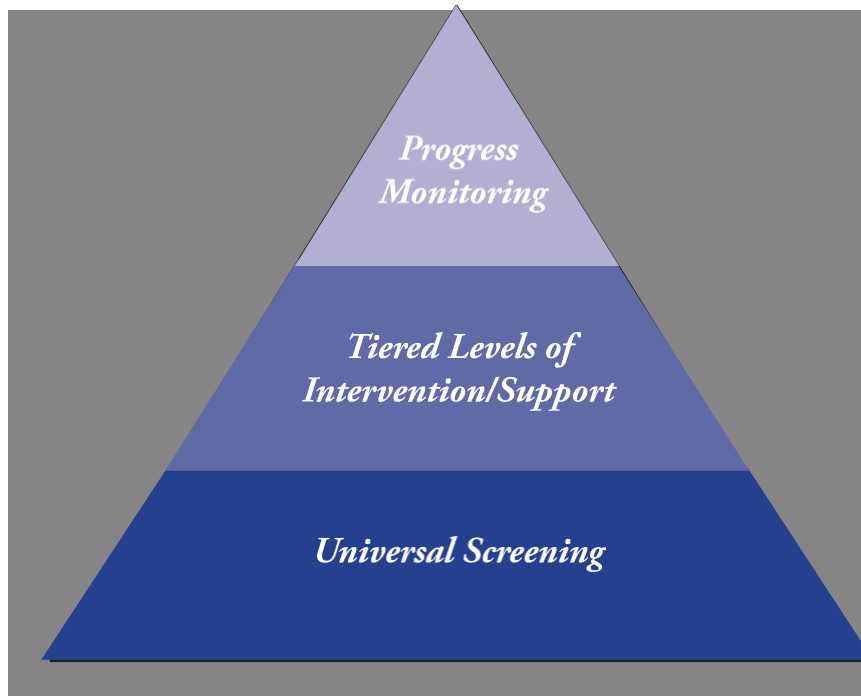 Progress
Monitoring
Tiered Levels of
Intervention/Support
Universal Screening